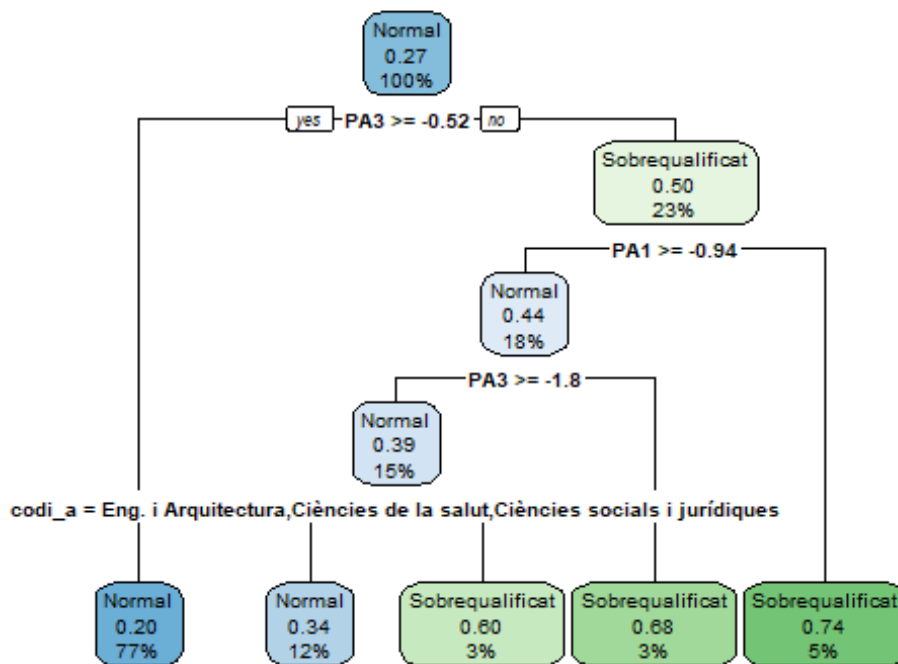 Normal
0.27
100%
yes PA3 >= -0.52 no
Sobrequalificat
0.50
23%
PA1 >= -0.94
Normal
0.44
18%
PA3 >= -1.8
Normal
0.39
15%
codi_a = Eng. i Arquitectura,Ciències de la salut,Ciències socials i jurídiques
Normal
0.20
77%
Normal
0.34
12%
Sobrequalificat
0.60
3%
Sobrequalificat
0.68
3%
Sobrequalificat
0.74
5%